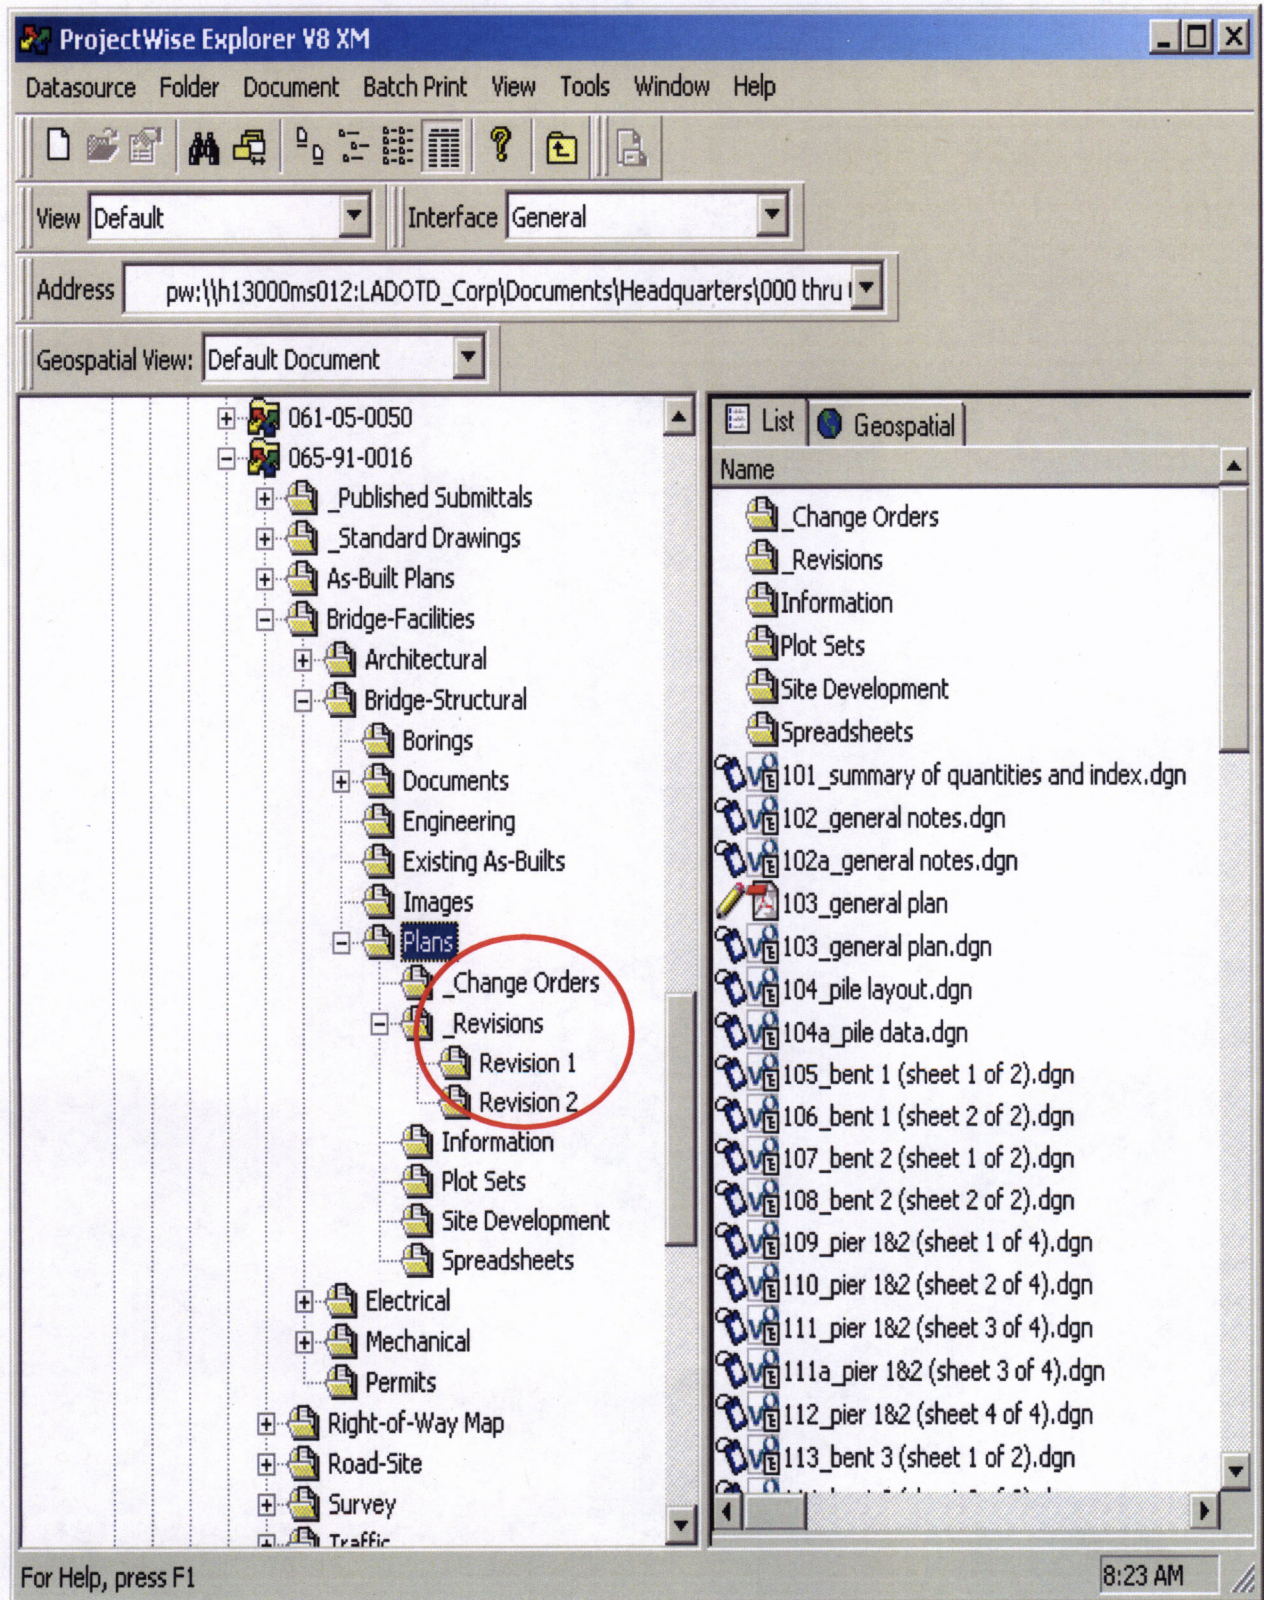 ProjectWise Explorer V8 XM
Datasource Folder Document Batch Print View Tools Window Help
View Default Interface General
Address pw:\\h13000ms012:LADOTD_Corp\Documents\Headquarters\000 thru
Geospatial View: Default Document
061-05-0050
065-91-0016
_Published Submittals
_Standard Drawings
As-Built Plans
Bridge-Facilities
Architectural
Bridge-Structural
Borings
Documents
Engineering
Existing As-Builts
Images
Plans
_Change Orders
_Revisions
Revision 1
Revision 2
Information
Plot Sets
Site Development
Spreadsheets
Electrical
Mechanical
Permits
Right-of-Way Map
Road-Site
Survey
Traffic
List Geospatial
Name
_Change Orders
_Revisions
Information
Plot Sets
Site Development
Spreadsheets
101_summary of quantities and index.dgn
102_general notes.dgn
102a_general notes.dgn
103_general plan
103_general plan.dgn
104_pile layout.dgn
104a_pile data.dgn
105_bent 1 (sheet 1 of 2).dgn
106_bent 1 (sheet 2 of 2).dgn
107_bent 2 (sheet 1 of 2).dgn
108_bent 2 (sheet 2 of 2).dgn
109_pier 1&2 (sheet 1 of 4).dgn
110_pier 1&2 (sheet 2 of 4).dgn
111_pier 1&2 (sheet 3 of 4).dgn
111a_pier 1&2 (sheet 3 of 4).dgn
112_pier 1&2 (sheet 4 of 4).dgn
113_bent 3 (sheet 1 of 2).dgn
For Help, press F1
8:23 AM